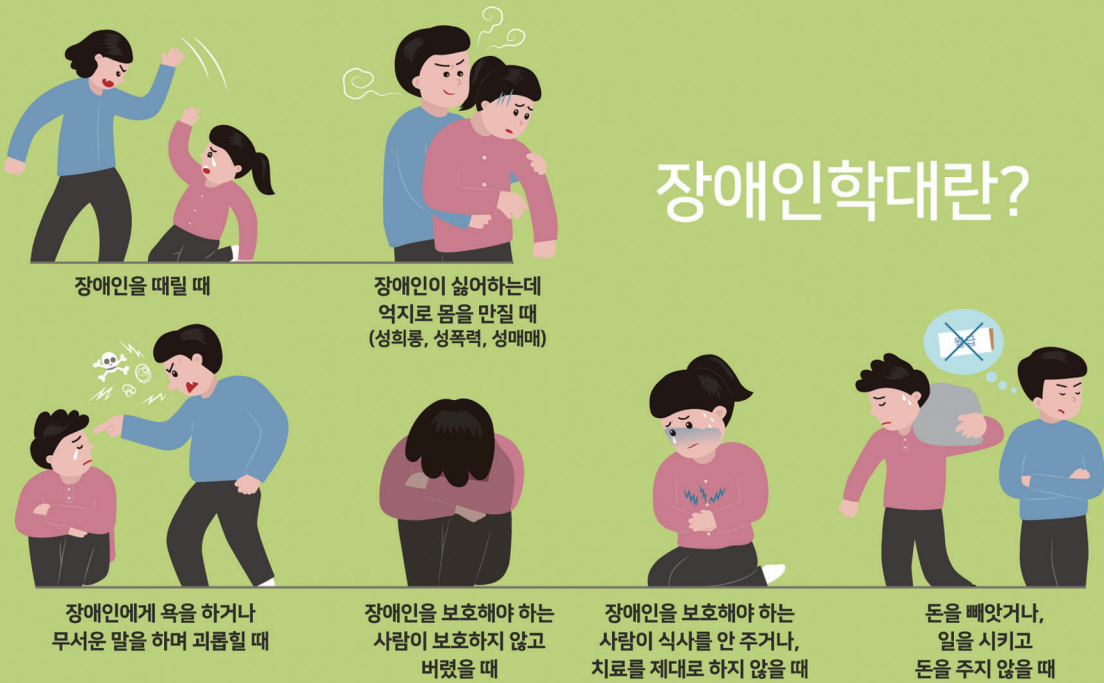 장애인학대란?
장애인을 때릴 때
장애인이 싫어하는데
억지로 몸을 만질 때
(성희롱, 성폭력, 성매매)
장애인에게 욕을 하거나
무서운 말을 하며 괴롭힐 때
장애인을 보호해야 하는
사람이 보호하지 않고
버렸을 때
장애인을 보호해야 하는
사람이 식사를 안 주거나,
치료를 제대로 하지 않을 때
월급
돈을 빼앗거나,
일을 시키고
돈을 주지 않을 때